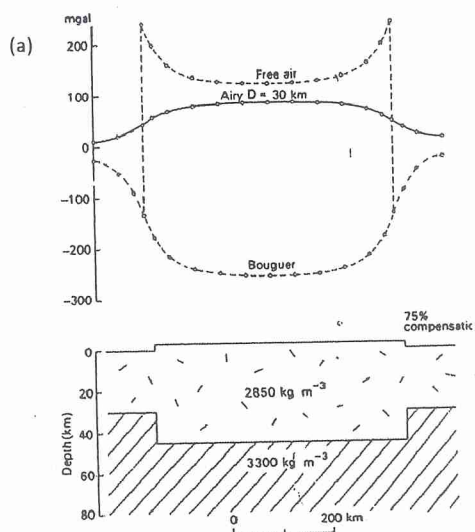 mgal
(a)
200
Free air
100
Airy D = 30 km
0
-100
-200
Bouguer
-300
75%
compensatic
0
20
2850 kg m⁻³
Depth (km)
40
60
3300 kg m⁻³
80
0
200 km